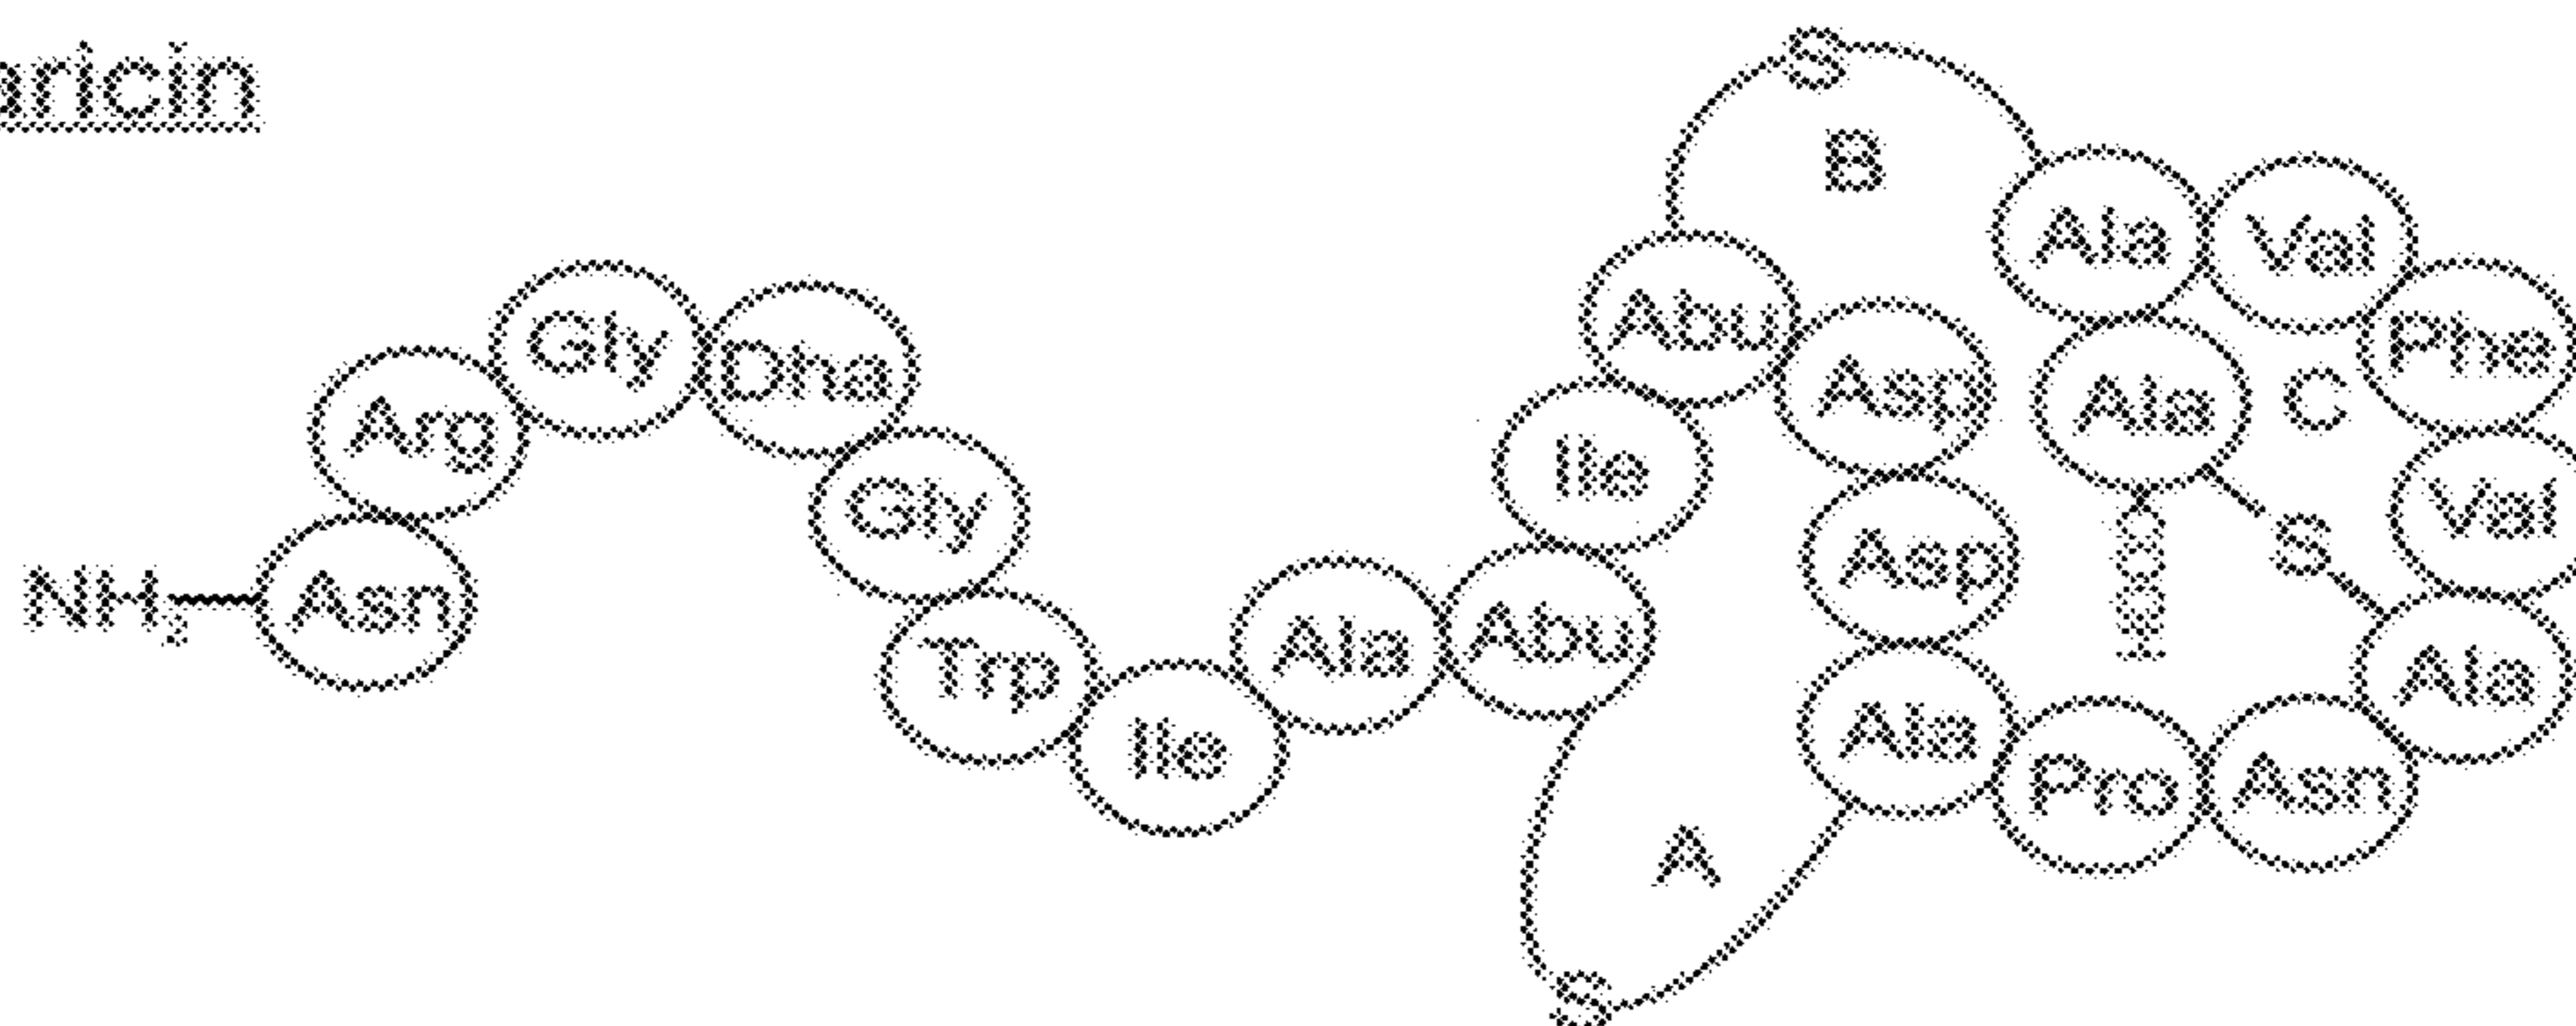 aricin
S
B
Ala Val
Gly Abu Phe
Dha Asp Ala C
Arg Ile
Gly Val
NH2 Asn Asp S
Ala Abu
Trp Ala
Ile Ala Pro Asn
A
S